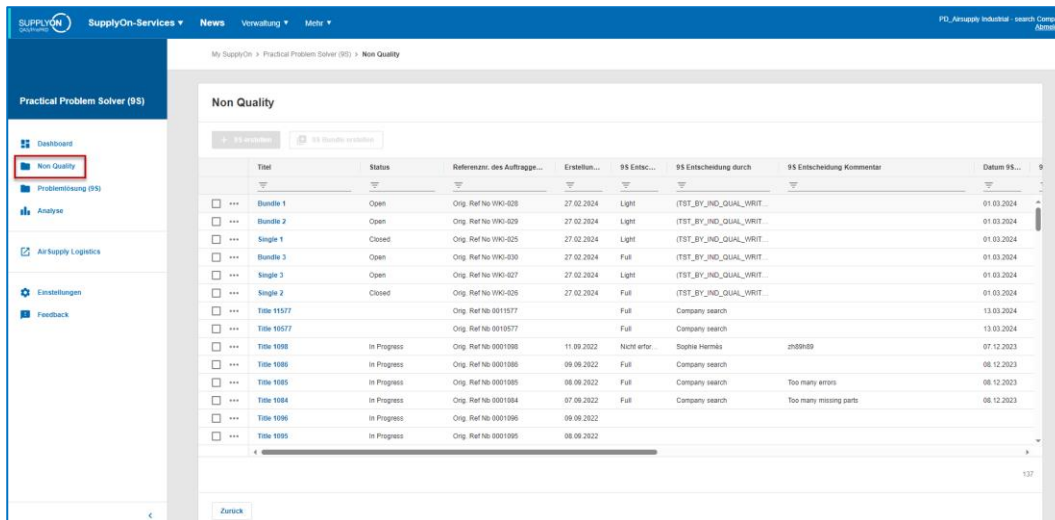 SUPPLYON SupplyOn-Services ▾ News Verwaltung ▾ Mehr ▾ PD_Airsupply Industrial - search Comp
Abmel
My SupplyOn > Practical Problem Solver (9S) > Non Quality
Practical Problem Solver (9S)
Dashboard
Non Quality
Problemlösung (9S)
Analyse
AirSupply Logistics
Einstellungen
Feedback
Non Quality
+ 9S erstellen 9S Bundle erstellen
Titel Status Referenznr. des Auftragge... Erstellun... 9S Entsc... 9S Entscheidung durch 9S Entscheidung Kommentar Datum 9S... 9
Bundle 1 Open Orig. Ref No WKI-028 27.02.2024 Light (TST_BY_IND_QUAL_WRIT... 01.03.2024
Bundle 2 Open Orig. Ref No WKI-029 27.02.2024 Light (TST_BY_IND_QUAL_WRIT... 01.03.2024
Single 1 Closed Orig. Ref No WKI-025 27.02.2024 Light (TST_BY_IND_QUAL_WRIT... 01.03.2024
Bundle 3 Open Orig. Ref No WKI-030 27.02.2024 Full (TST_BY_IND_QUAL_WRIT... 01.03.2024
Single 3 Open Orig. Ref No WKI-027 27.02.2024 Light (TST_BY_IND_QUAL_WRIT... 01.03.2024
Single 2 Closed Orig. Ref No WKI-026 27.02.2024 Full (TST_BY_IND_QUAL_WRIT... 01.03.2024
Title 11577 Orig. Ref Nb 0011577 Full Company search 13.03.2024
Title 10577 Orig. Ref Nb 0010577 Full Company search 13.03.2024
Title 1098 In Progress Orig. Ref Nb 0001098 11.09.2022 Nicht erfor... Sophie Hermès zh89h89 07.12.2023
Title 1086 In Progress Orig. Ref Nb 0001086 09.09.2022 Full Company search 08.12.2023
Title 1085 In Progress Orig. Ref Nb 0001085 08.09.2022 Full Company search Too many errors 08.12.2023
Title 1084 In Progress Orig. Ref Nb 0001084 07.09.2022 Full Company search Too many missing parts 08.12.2023
Title 1096 In Progress Orig. Ref Nb 0001096 09.09.2022
Title 1095 In Progress Orig. Ref Nb 0001095 08.09.2022
137
Zurück